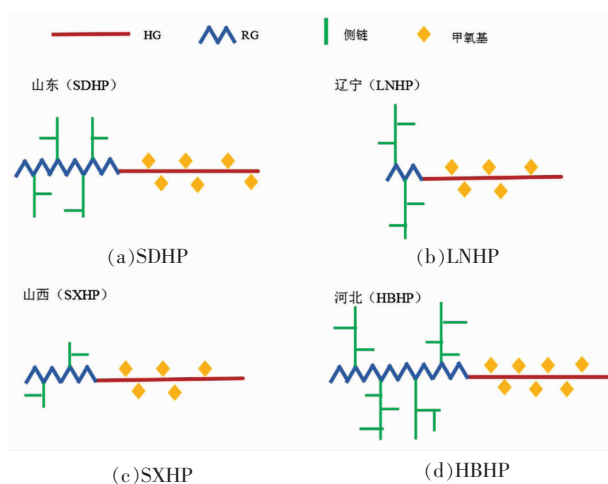 HG RG 侧链 甲氧基
山东（SDHP） 辽宁（LNHP）
(a)SDHP (b)LNHP
山西（SXHP） 河北（HBHP）
(c)SXHP (d)HBHP